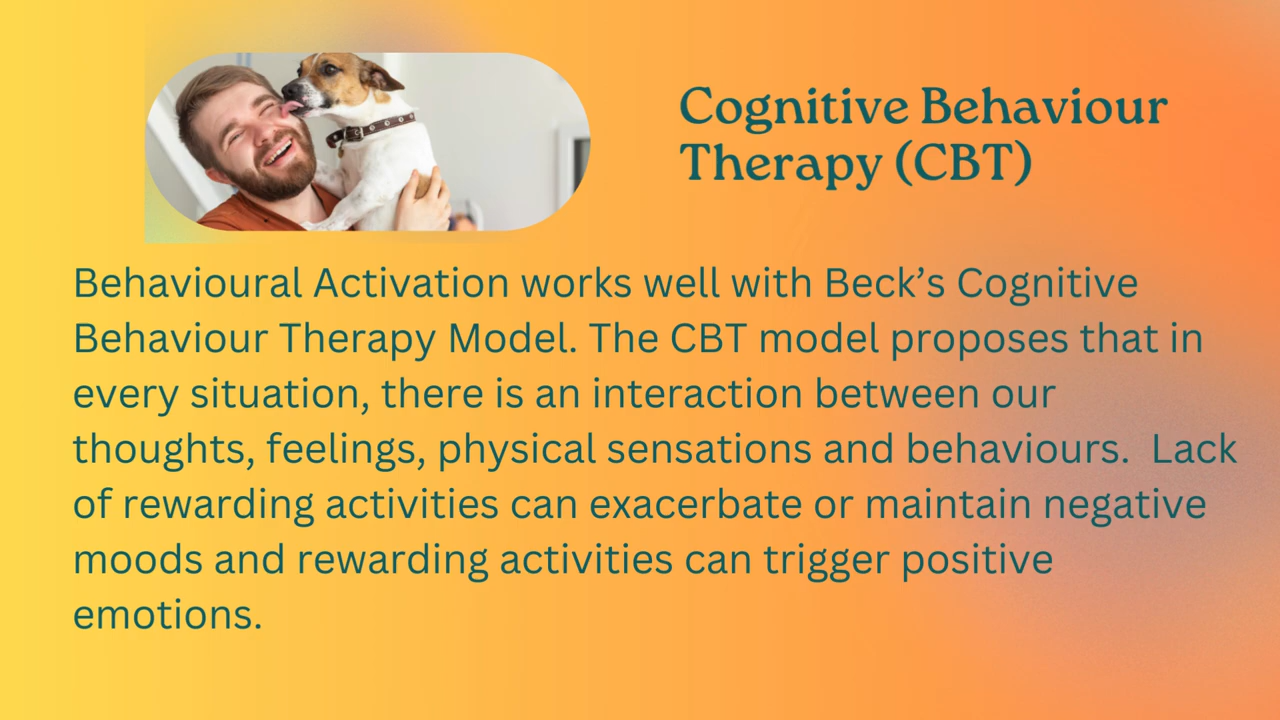 Cognitive Behaviour
Therapy (CBT)
Behavioural Activation works well with Beck’s Cognitive
Behaviour Therapy Model. The CBT model proposes that in
every situation, there is an interaction between our
thoughts, feelings, physical sensations and behaviours.  Lack
of rewarding activities can exacerbate or maintain negative
moods and rewarding activities can trigger positive
emotions.